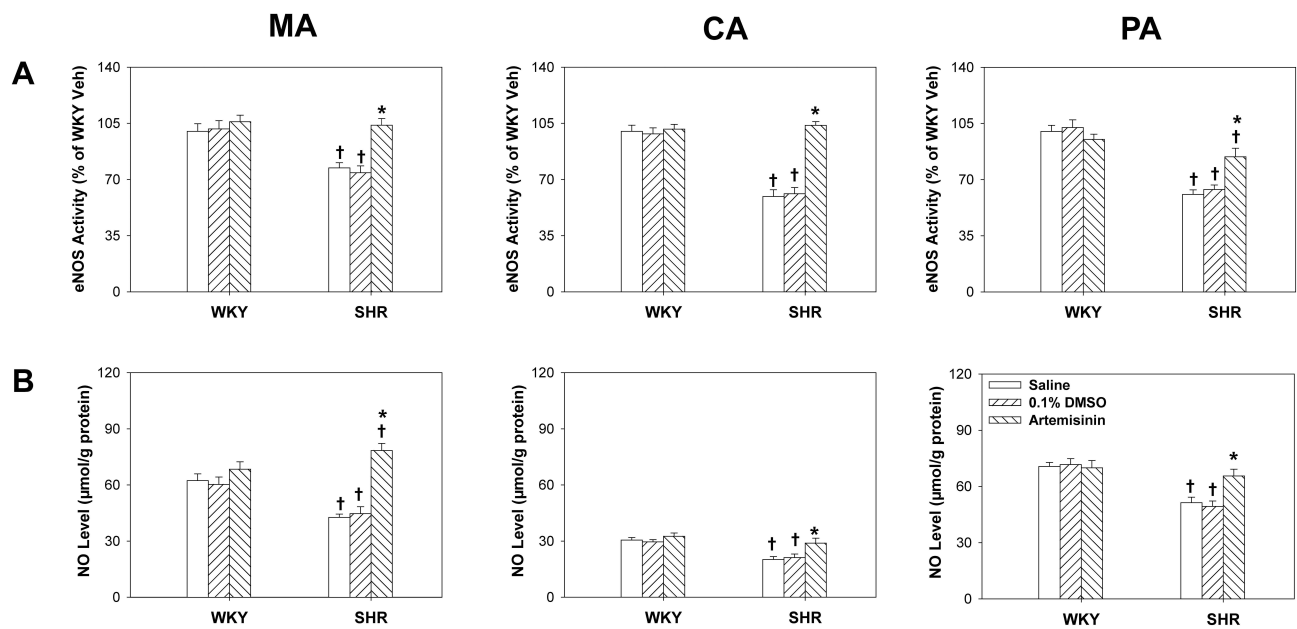 MA CA PA
A
eNOS Activity (% of WKY Veh)
140
105
70
35
0
† † *
WKY SHR
eNOS Activity (% of WKY Veh)
140
105
70
35
0
† † *
WKY SHR
eNOS Activity (% of WKY Veh)
140
105
70
35
0
† † * †
WKY SHR
B
NO Level (µmol/g protein)
120
90
60
30
0
† † * †
WKY SHR
NO Level (µmol/g protein)
120
90
60
30
0
† † *
WKY SHR
NO Level (µmol/g protein)
120
90
60
30
0
Saline
0.1% DMSO
Artemisinin
† † *
WKY SHR